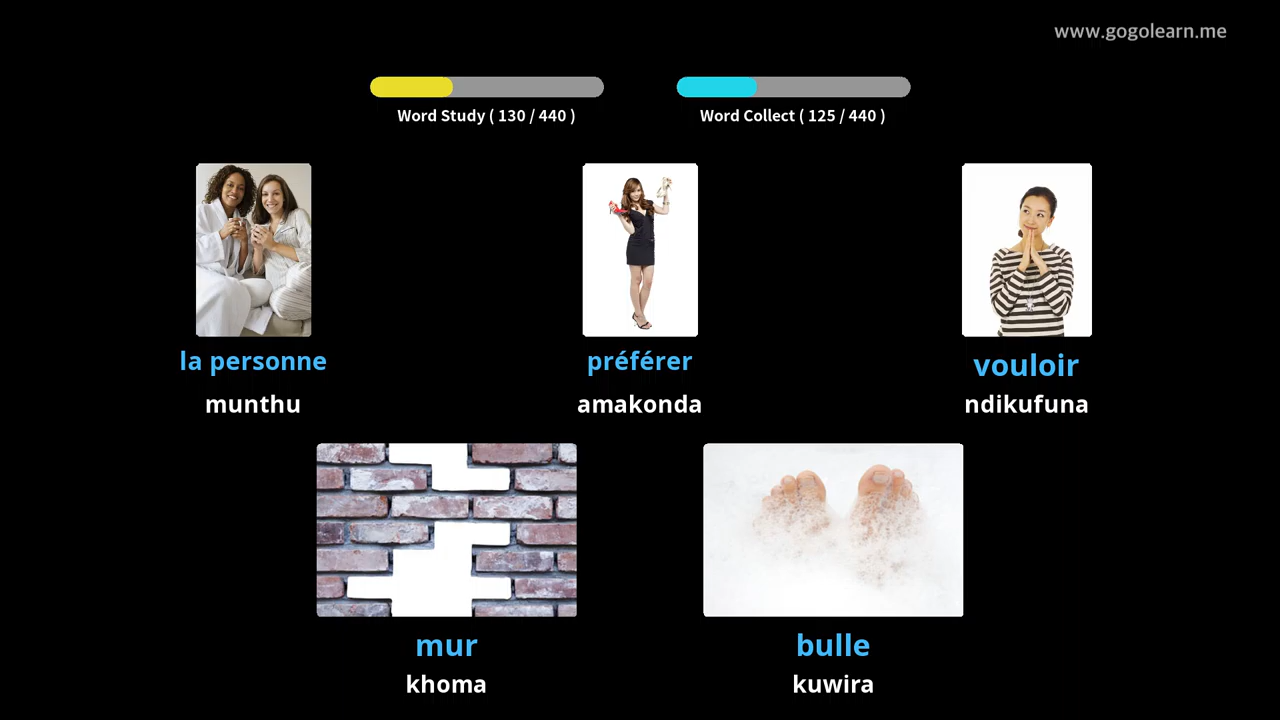 www.gogolearn.me
Word Study ( 130 / 440 )
Word Collect ( 125 / 440 )
la personne
préférer
vouloir
munthu
amakonda
ndikufuna
mur
bulle
khoma
kuwira